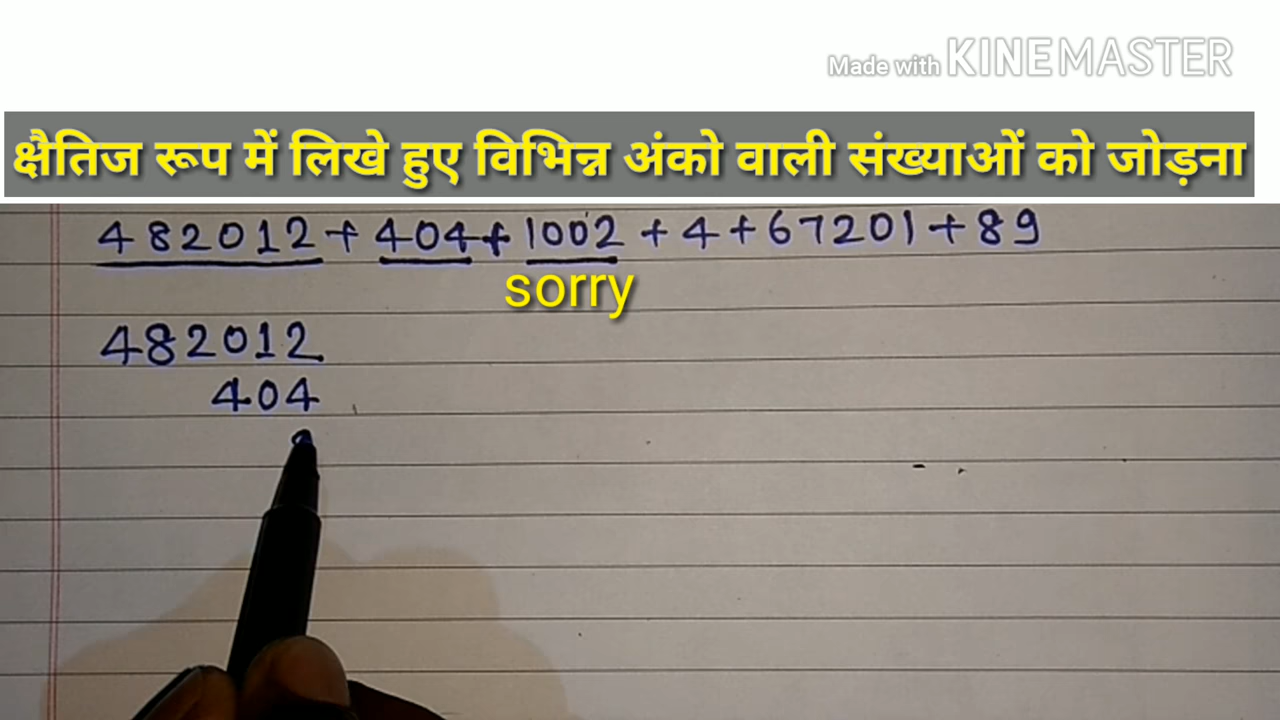 Made with KINEMASTER
क्षैतिज रूप में लिखे हुए विभिन्न अंको वाली संख्याओं को जोड़ना
482012+404+1002+4+67201+89
sorry
482012
404